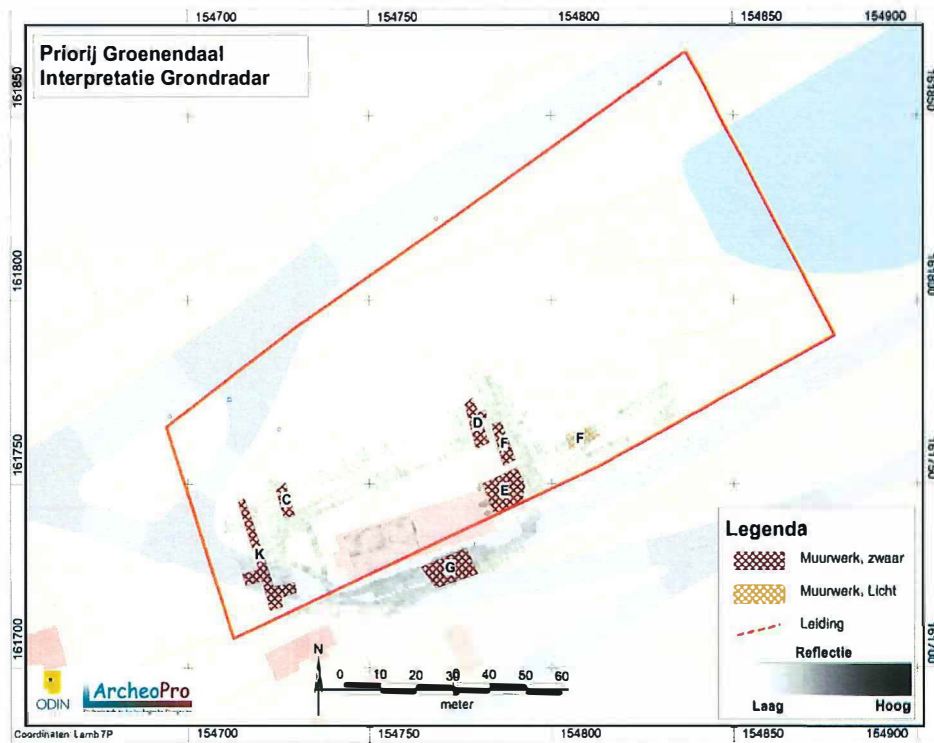 154700 154750 154800 154850 154900
Priorij Groenendaal
Interpretatie Grondradar
161850 161850
161800 161800
161750 161750
161700 161700
D
F
F
E
C
K
G
Legenda
Muurwerk, zwaar
Muurwerk, Licht
Leiding
Reflectie
Laag Hoog
N
0 10 20 30 40 50 60
meter
ODIN
ArcheoPro
Coordinaten: Lamb7P
154700 154750 154800 154850 154900